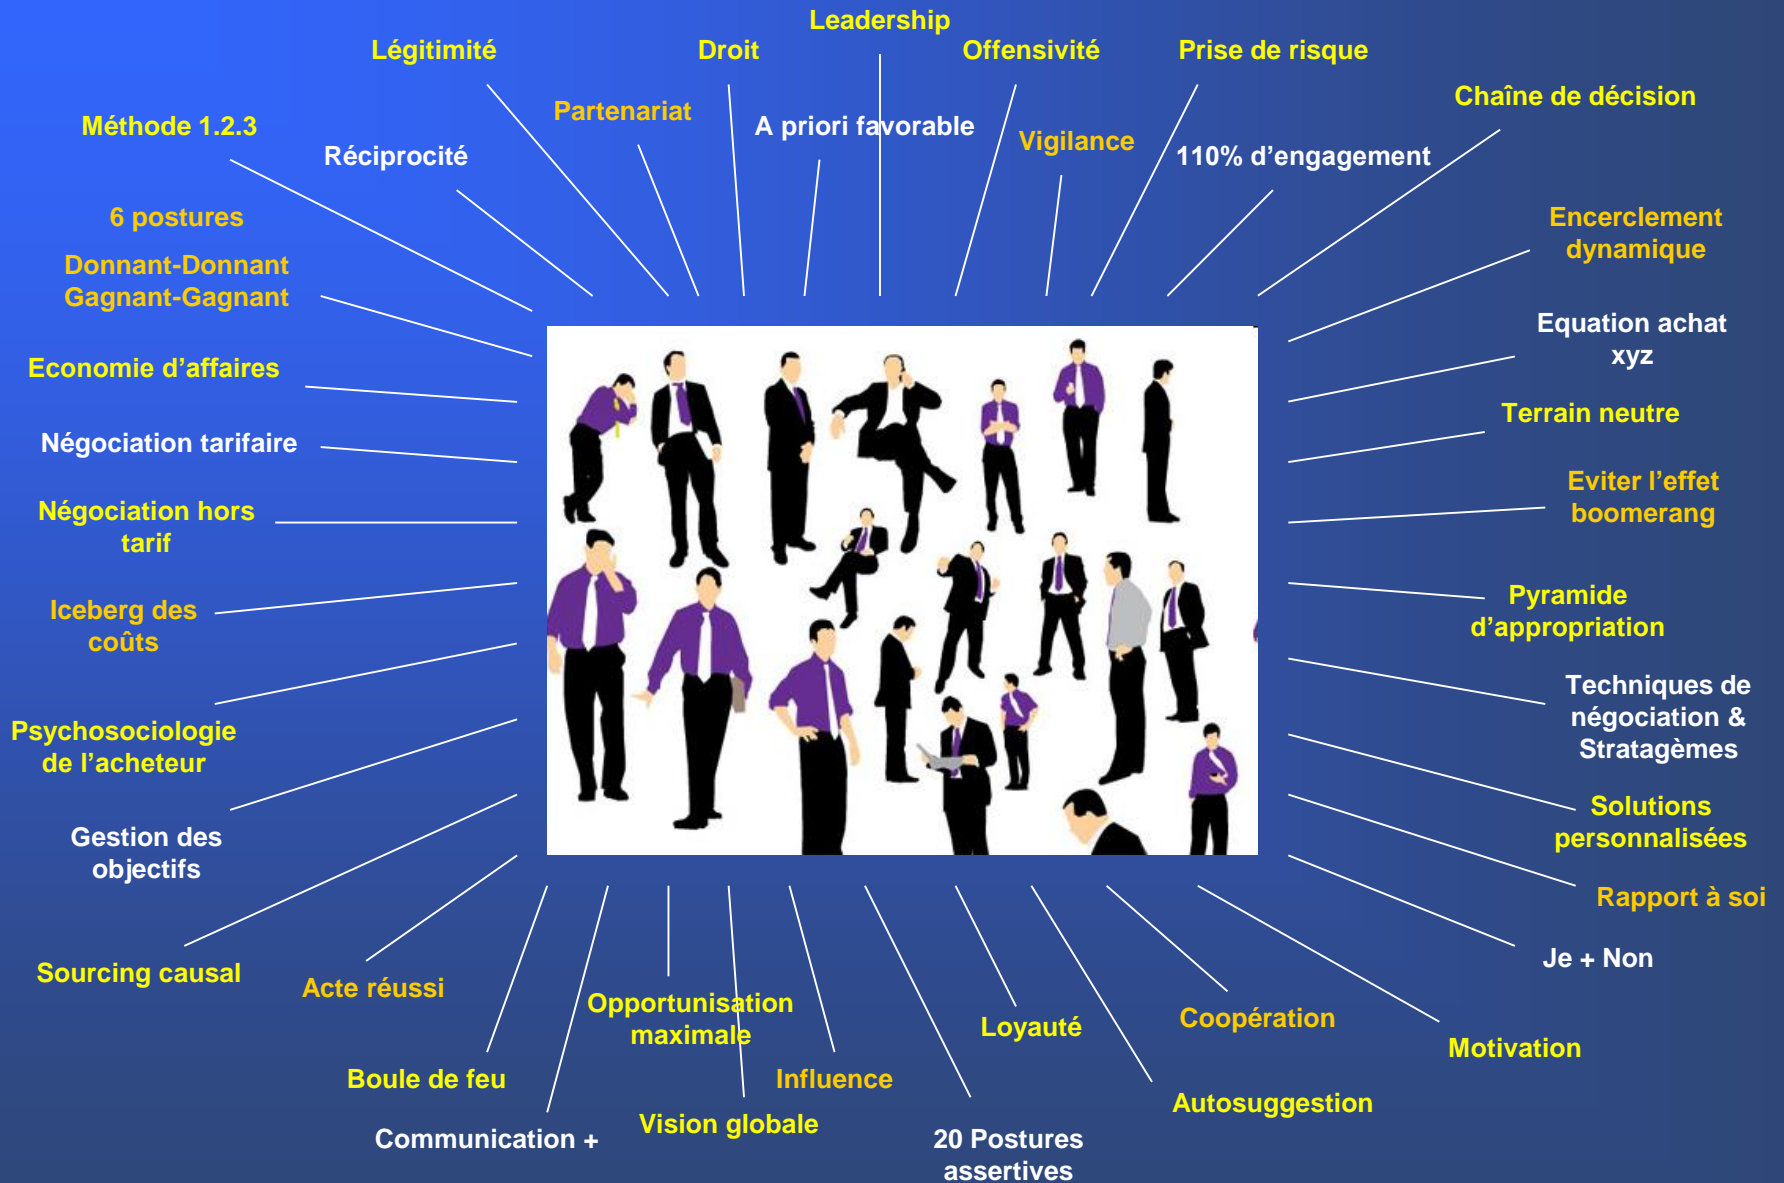 Leadership
Légitimité
Droit
Offensivité
Prise de risque
Chaîne de décision
Partenariat
A priori favorable
Méthode 1.2.3
Vigilance
Réciprocité
110% d’engagement
6 postures
Encerclement
dynamique
Donnant-Donnant
Gagnant-Gagnant
Equation achat
xyz
Economie d’affaires
Terrain neutre
Négociation tarifaire
Eviter l’effet
boomerang
Négociation hors
tarif
Pyramide
d’appropriation
Iceberg des
coûts
Techniques de
négociation &
Stratagèmes
Psychosociologie
de l’acheteur
Solutions
personnalisées
Gestion des
objectifs
Rapport à soi
Je + Non
Sourcing causal
Acte réussi
Opportunisation
maximale
Loyauté
Coopération
Motivation
Boule de feu
Influence
Autosuggestion
Vision globale
Communication +
20 Postures
assertives